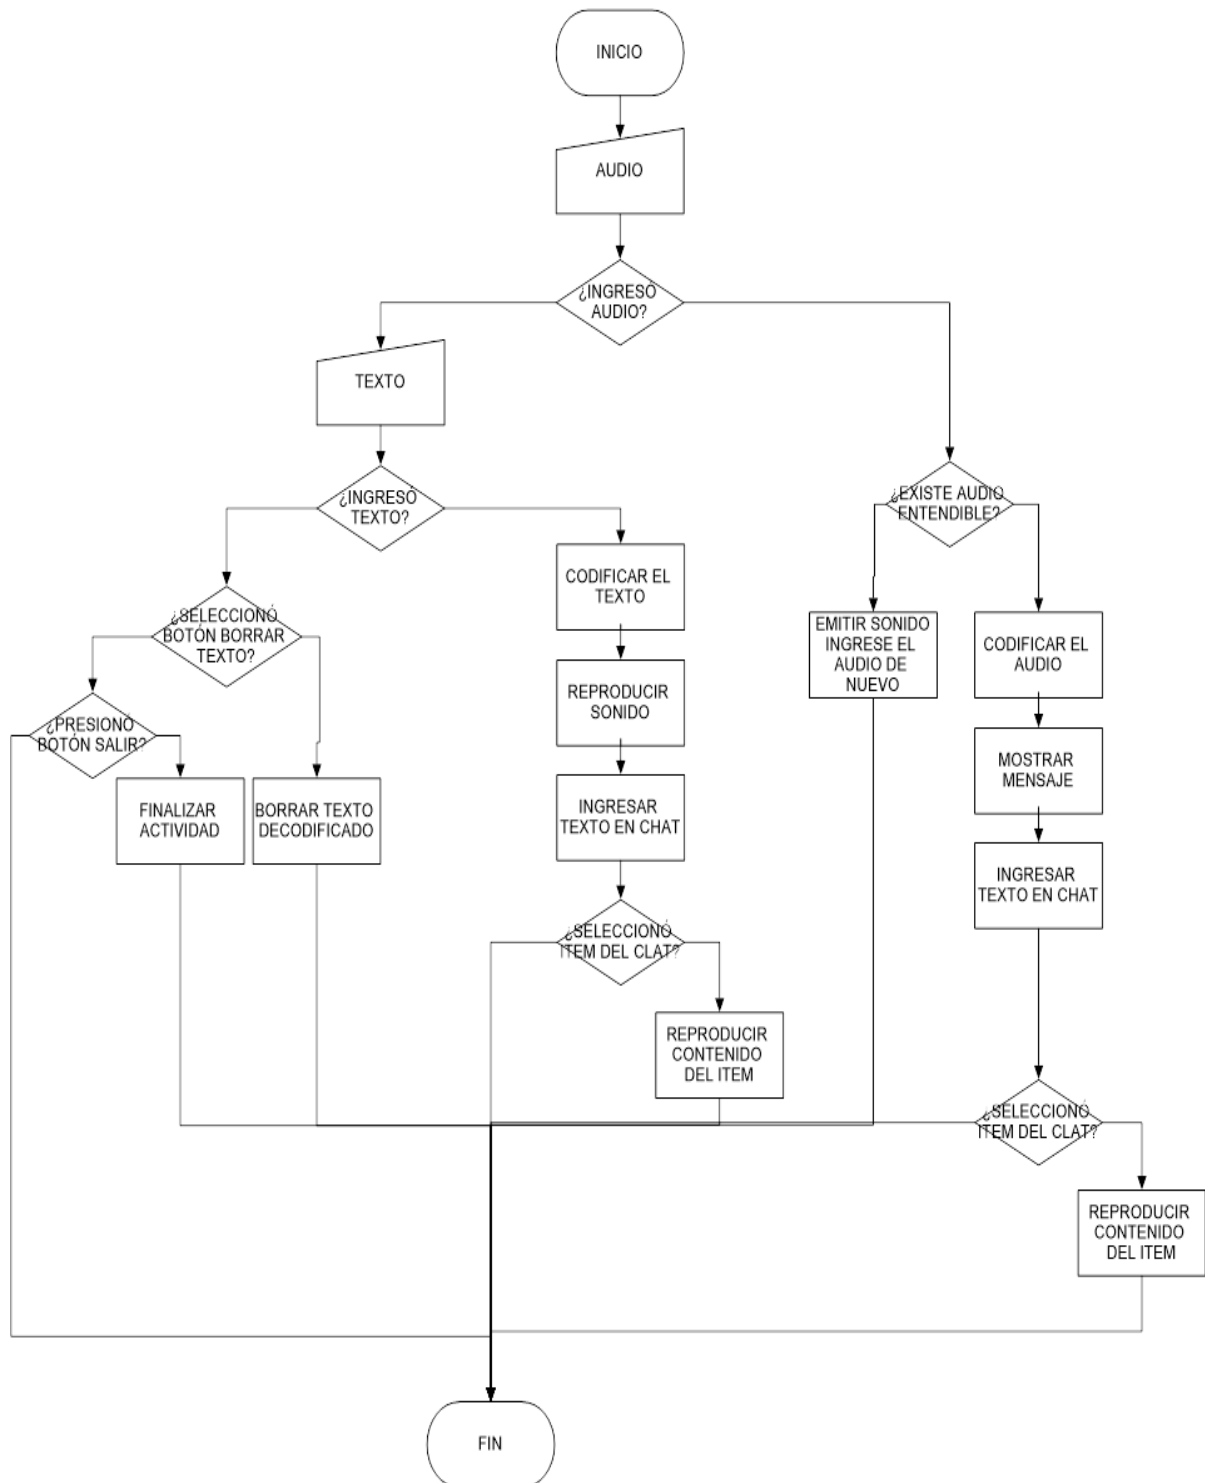 INICIO
AUDIO
¿INGRESÓ
AUDIO?
TEXTO
¿INGRESÓ
TEXTO?
¿EXISTE AUDIO
ENTENDIBLE?
CODIFICAR EL
TEXTO
¿SELECCIONÓ
BOTÓN BORRAR
TEXTO?
EMITIR SONIDO
INGRESE EL
AUDIO DE
NUEVO
CODIFICAR EL
AUDIO
REPRODUCIR
SONIDO
¿PRESIONÓ
BOTÓN SALIR?
MOSTRAR
MENSAJE
FINALIZAR
ACTIVIDAD
BORRAR TEXTO
DECODIFICADO
INGRESAR
TEXTO EN CHAT
INGRESAR
TEXTO EN CHAT
¿SELECCIONÓ
ITEM DEL CLAT?
REPRODUCIR
CONTENIDO
DEL ITEM
¿SELECCIONÓ
ITEM DEL CLAT?
REPRODUCIR
CONTENIDO
DEL ITEM
FIN